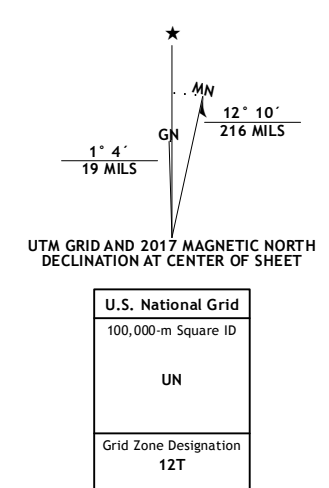 ★
MN
12° 10´
216 MILS
GN
1° 4´
19 MILS
UTM GRID AND 2017 MAGNETIC NORTH
DECLINATION AT CENTER OF SHEET
U.S. National Grid
100,000-m Square ID
UN
Grid Zone Designation
12T